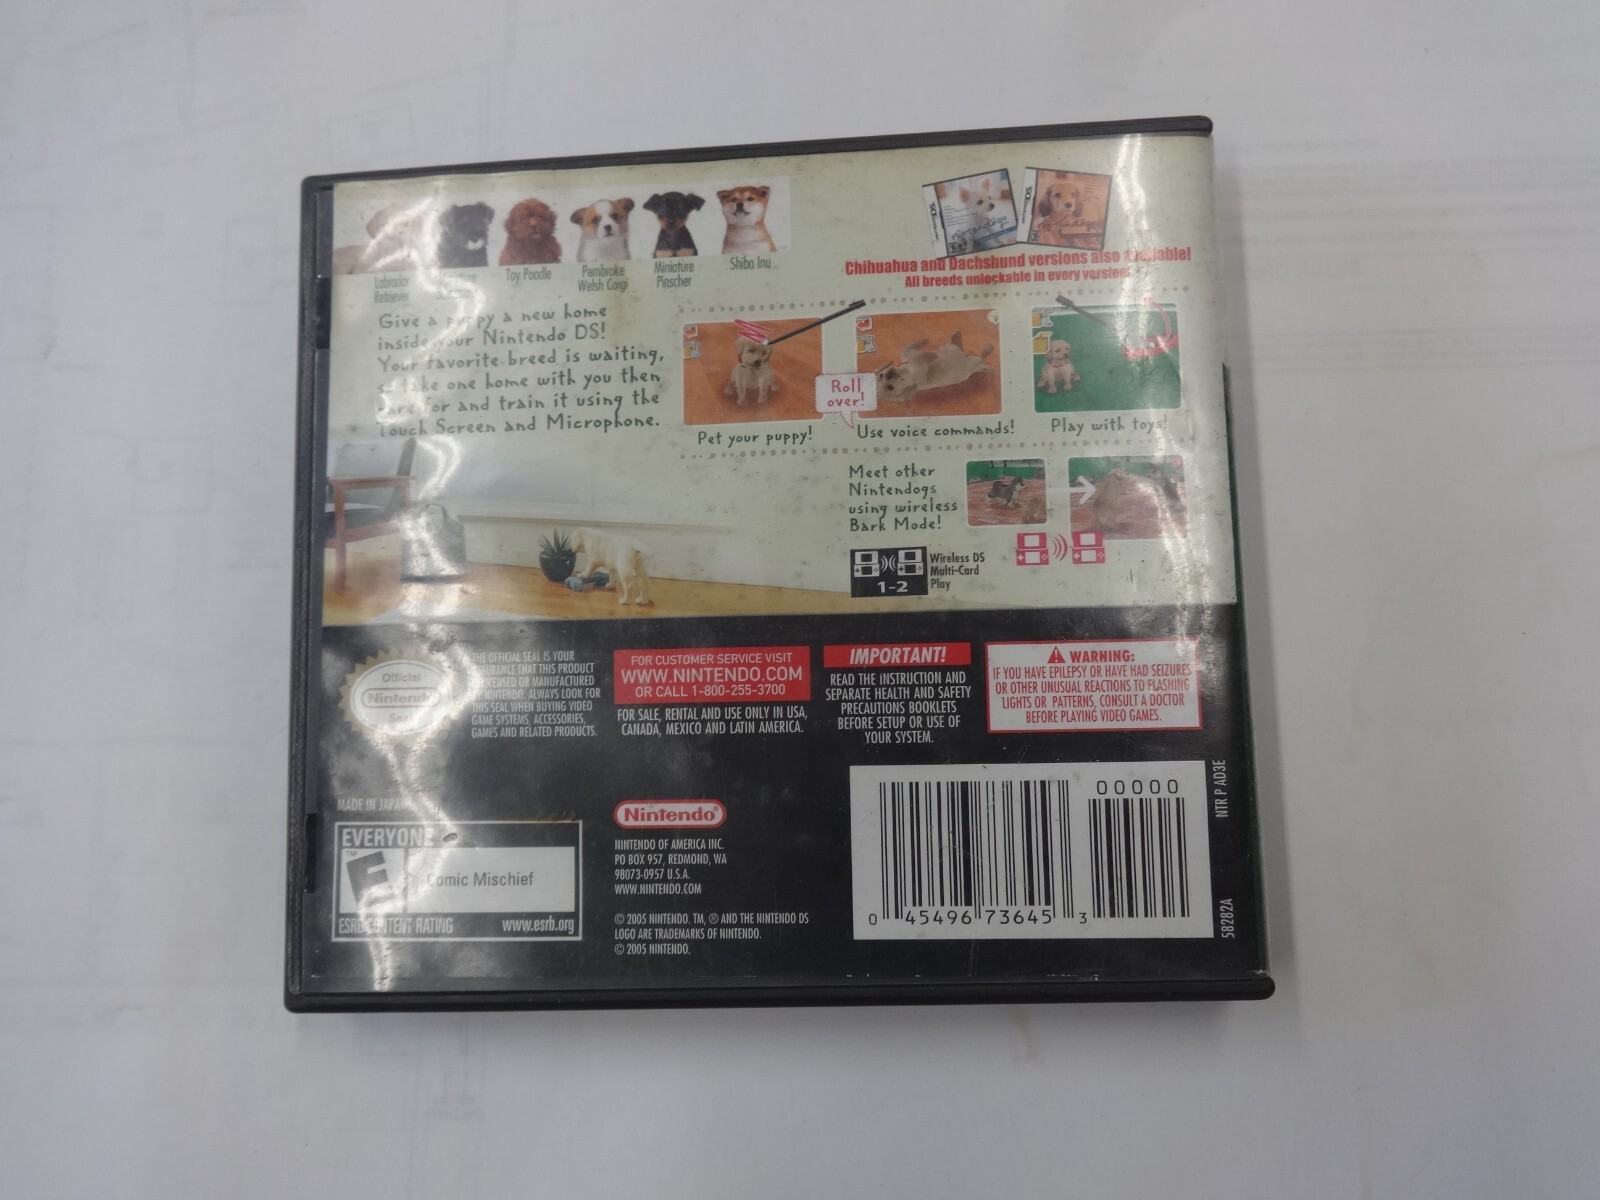 Labrador
Retriever
Toy Poodle
Pembroke
Welsh Corgi
Miniature
Pinscher
Shiba Inu
Chihuahua and Dachshund versions also available!
All breeds unlockable in every version!
Give a puppy a new home
inside your Nintendo DS!
Your favorite breed is waiting,
so take one home with you then
care for and train it using the
Touch Screen and Microphone.
Roll
over!
Pet your puppy!
Use voice commands!
Play with toys!
Meet other
Nintendogs
using wireless
Bark Mode!
1-2
Wireless DS
Multi-Card
Play
Official
Nintendo
Seal
THE OFFICIAL SEAL IS YOUR
ASSURANCE THAT THIS PRODUCT
LICENSED OR MANUFACTURED
BY NINTENDO. ALWAYS LOOK FOR
THIS SEAL WHEN BUYING VIDEO
GAME SYSTEMS, ACCESSORIES,
GAMES AND RELATED PRODUCTS.
FOR CUSTOMER SERVICE VISIT
WWW.NINTENDO.COM
OR CALL 1-800-255-3700
FOR SALE, RENTAL AND USE ONLY IN USA,
CANADA, MEXICO AND LATIN AMERICA.
IMPORTANT!
READ THE INSTRUCTION AND
SEPARATE HEALTH AND SAFETY
PRECAUTIONS BOOKLETS
BEFORE SETUP OR USE OF
YOUR SYSTEM.
WARNING:
IF YOU HAVE EPILEPSY OR HAVE HAD SEIZURES
OR OTHER UNUSUAL REACTIONS TO FLASHING
LIGHTS OR PATTERNS, CONSULT A DOCTOR
BEFORE PLAYING VIDEO GAMES.
MADE IN JAPAN
EVERYONE
E
Comic Mischief
ESRB CONTENT RATING
www.esrb.org
Nintendo
NINTENDO OF AMERICA INC.
PO BOX 957, REDMOND, WA
98073-0957 U.S.A.
WWW.NINTENDO.COM
© 2005 NINTENDO. TM, ® AND THE NINTENDO DS
LOGO ARE TRADEMARKS OF NINTENDO.
© 2005 NINTENDO.
00000
0 45496 73645 3
NTR P AD3E
58282A